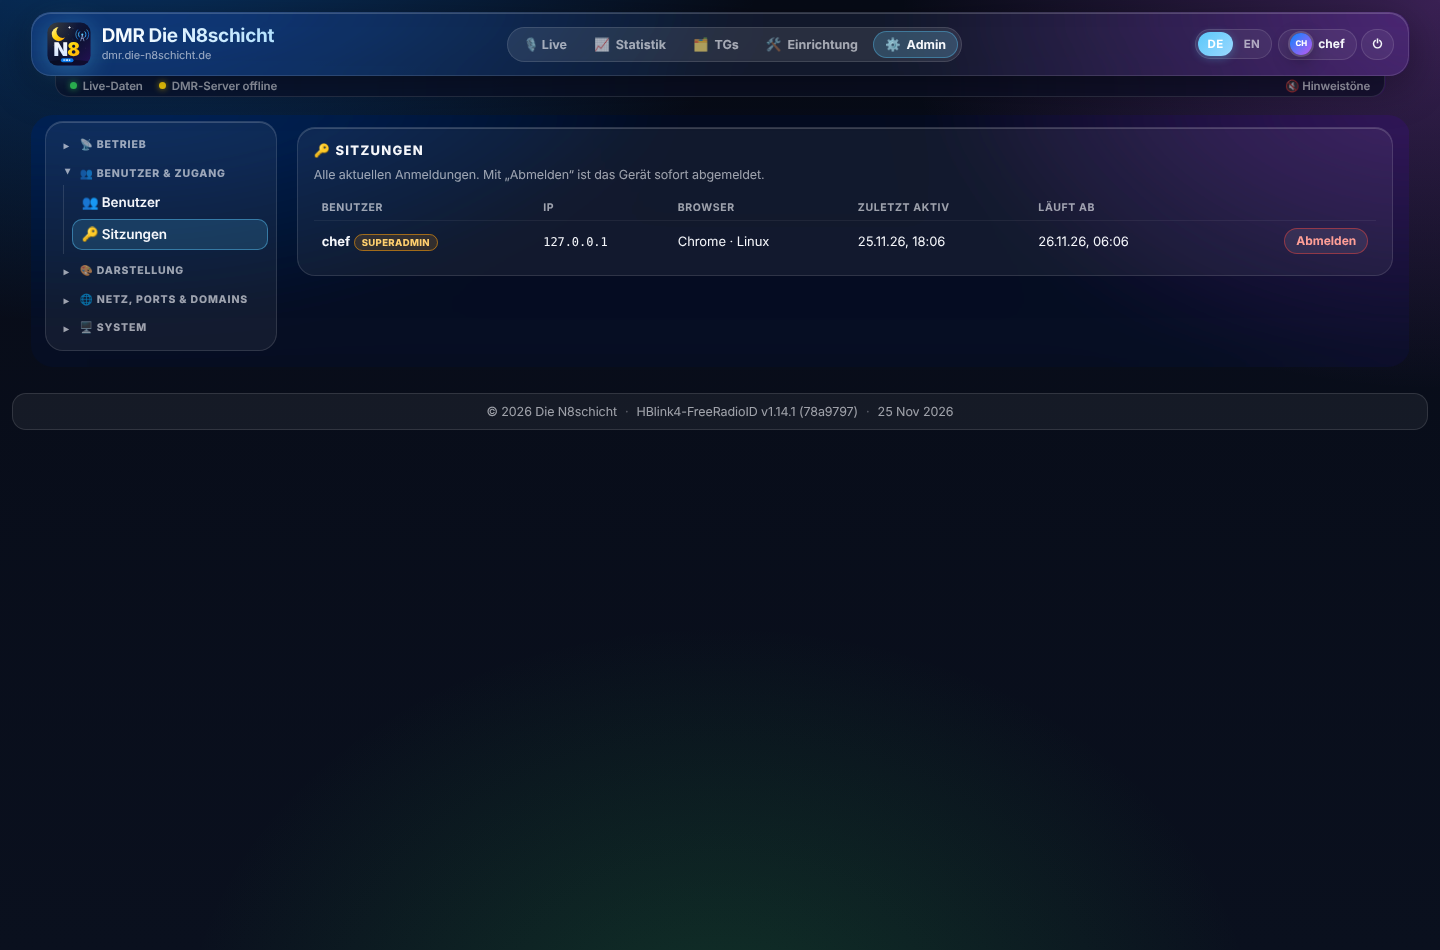 DMR Die N8schicht
dmr.die-n8schicht.de
N8
Live Statistik TGs Einrichtung Admin
DE EN CH chef
Live-Daten DMR-Server offline Hinweistöne
BETRIEB
BENUTZER & ZUGANG
Benutzer
Sitzungen
DARSTELLUNG
NETZ, PORTS & DOMAINS
SYSTEM
SITZUNGEN
Alle aktuellen Anmeldungen. Mit „Abmelden“ ist das Gerät sofort abgemeldet.
BENUTZER IP BROWSER ZULETZT AKTIV LÄUFT AB
chef SUPERADMIN 127.0.0.1 Chrome · Linux 25.11.26, 18:06 26.11.26, 06:06 Abmelden
© 2026 Die N8schicht · HBlink4-FreeRadioID v1.14.1 (78a9797) · 25 Nov 2026